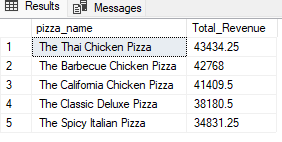 Results Messages
pizza_name Total_Revenue
1 The Thai Chicken Pizza 43434.25
2 The Barbecue Chicken Pizza 42768
3 The California Chicken Pizza 41409.5
4 The Classic Deluxe Pizza 38180.5
5 The Spicy Italian Pizza 34831.25